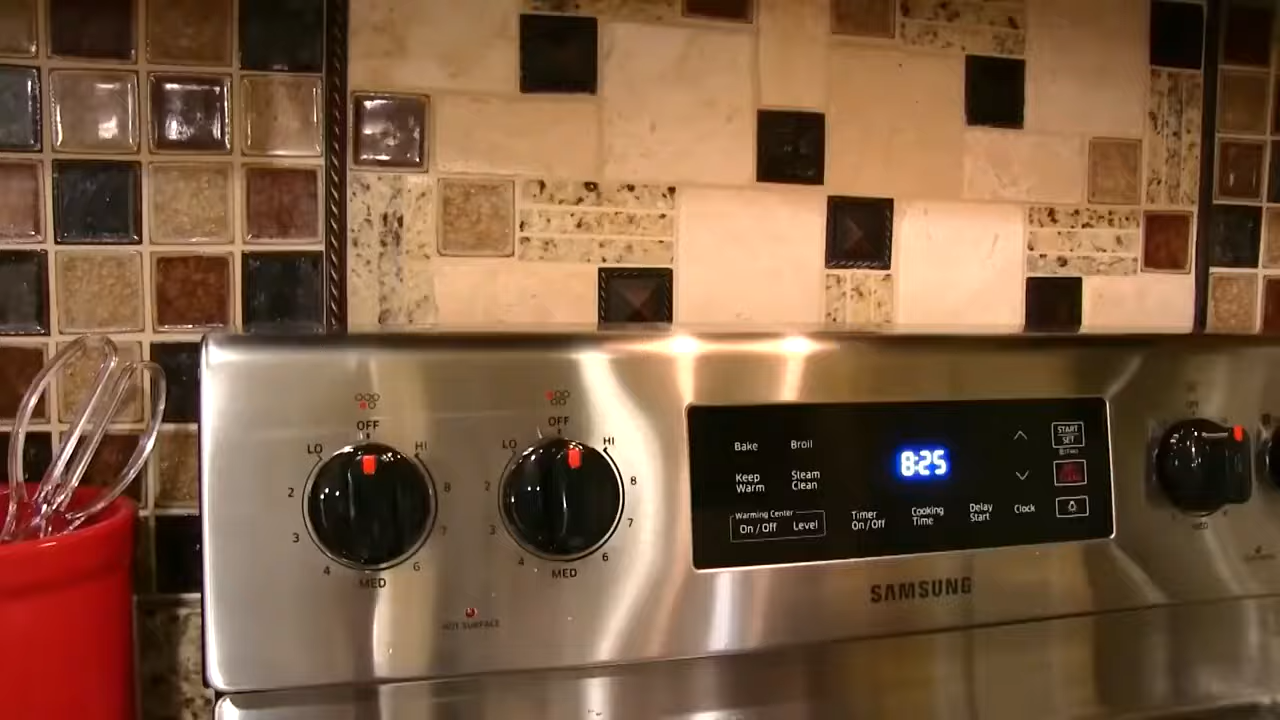 OFF
LO
HI
2
8
3
7
4
6
MED
OFF
LO
HI
2
8
3
7
4
6
MED
HOT SURFACE
Bake
Broil
Keep
Warm
Steam
Clean
Warming Center
On / Off
Level
8:25
Timer
On / Off
Cooking
Time
Delay
Start
Clock
START
SET
SAMSUNG
MED